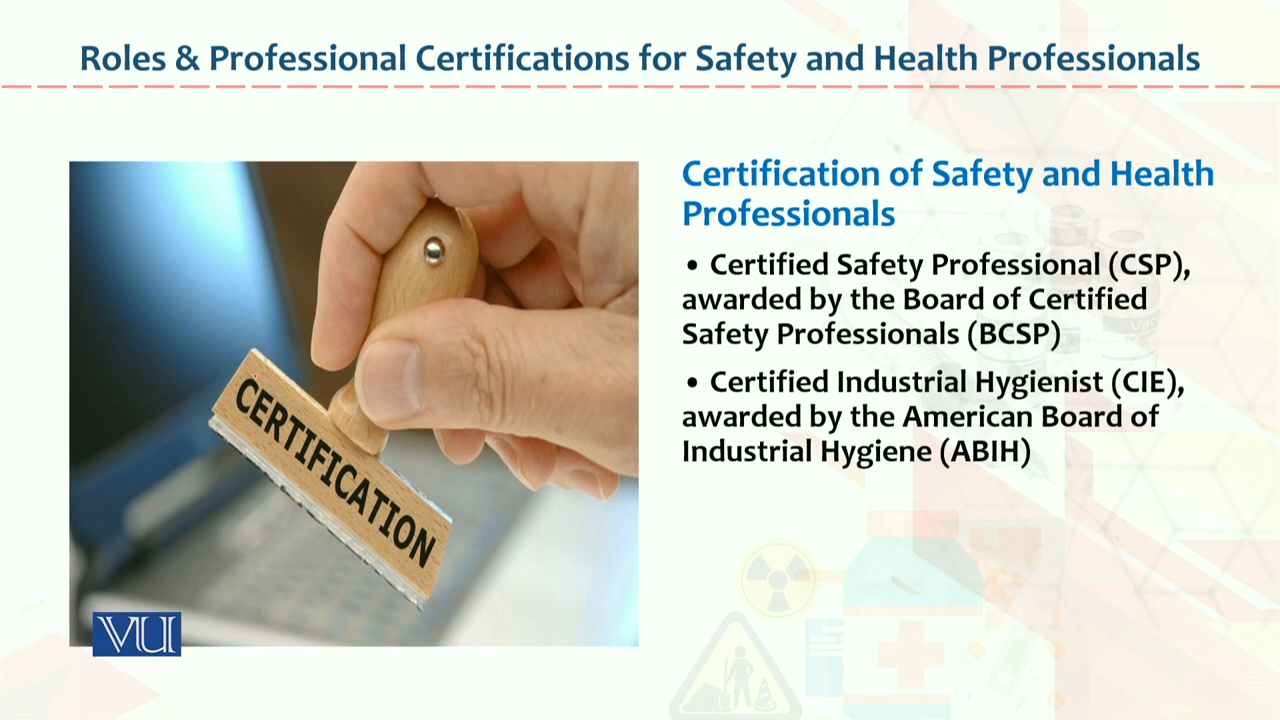 Roles & Professional Certifications for Safety and Health Professionals
Certification of Safety and Health
Professionals
• Certified Safety Professional (CSP),
awarded by the Board of Certified
Safety Professionals (BCSP)
• Certified Industrial Hygienist (CIE),
awarded by the American Board of
Industrial Hygiene (ABIH)
CERTIFICATION
VU